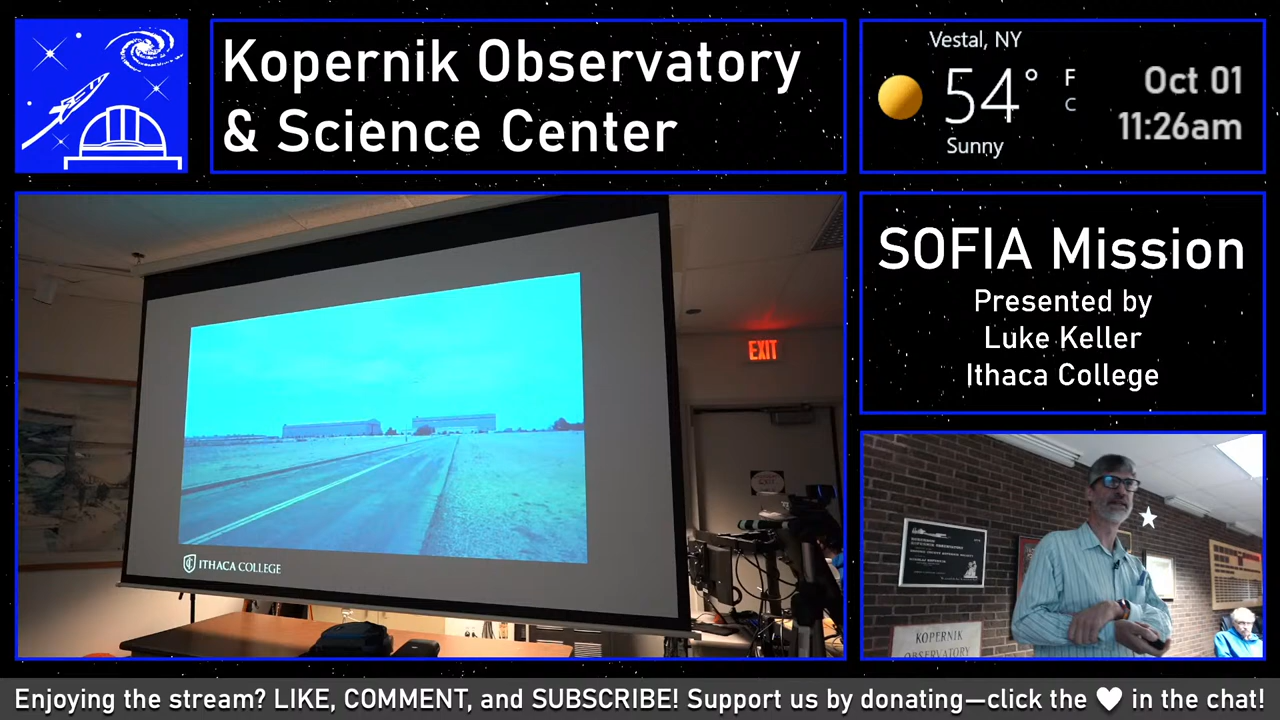 Kopernik Observatory
& Science Center
Vestal, NY
54° F
C
Sunny
Oct 01
11:26am
SOFIA Mission
Presented by
Luke Keller
Ithaca College
EXIT
ITHACA COLLEGE
KOPERNIK
OBSERVATORY
Enjoying the stream? LIKE, COMMENT, and SUBSCRIBE! Support us by donating—click the ♥ in the chat!